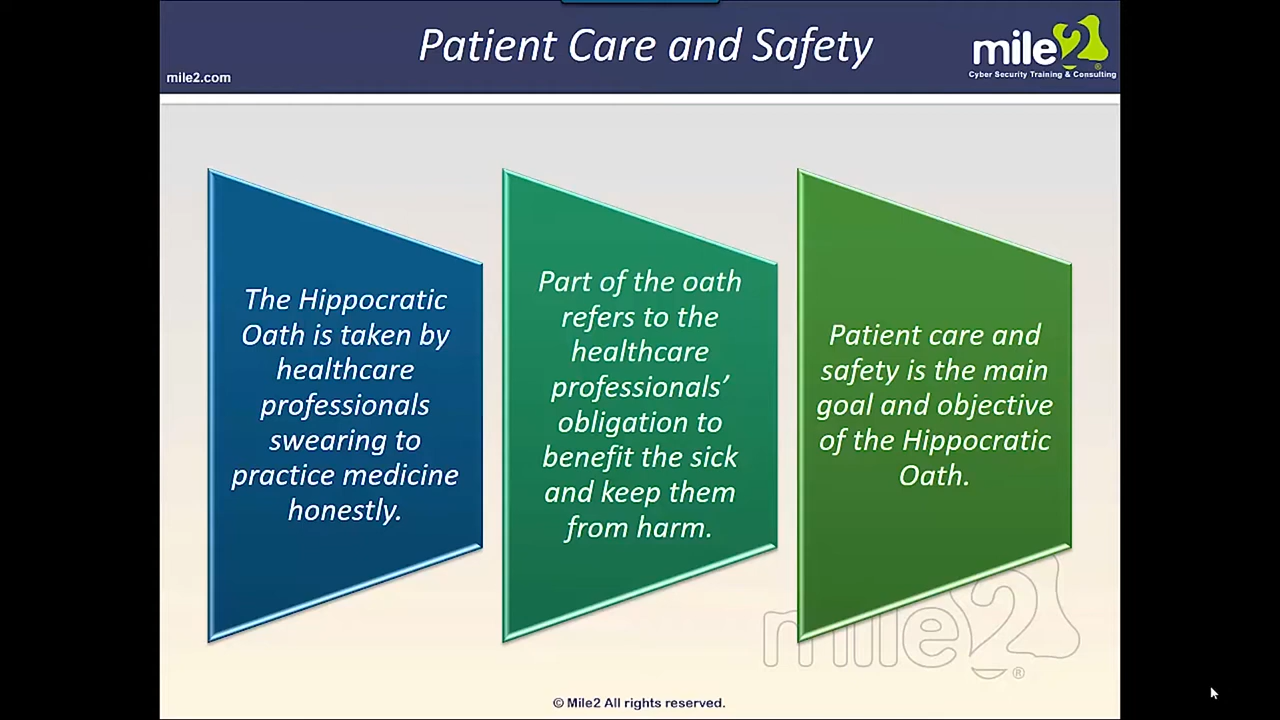 Patient Care and Safety
mile2
®
Cyber Security Training & Consulting
mile2.com
The Hippocratic
Oath is taken by
healthcare
professionals
swearing to
practice medicine
honestly.
Part of the oath
refers to the
healthcare
professionals’
obligation to
benefit the sick
and keep them
from harm.
Patient care and
safety is the main
goal and objective
of the Hippocratic
Oath.
mile2
®
© Mile2 All rights reserved.